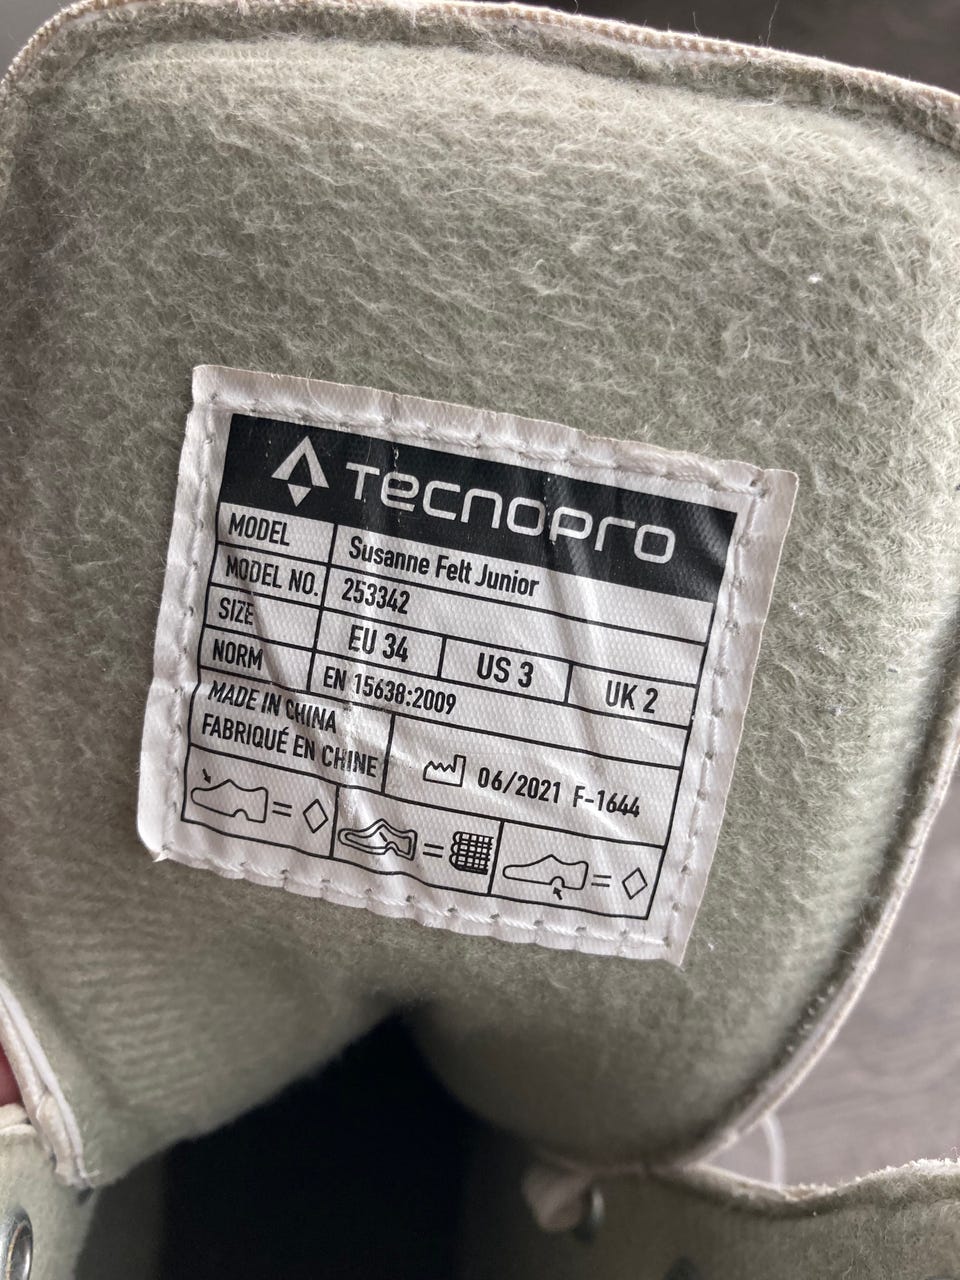 Tecnopro
MODEL Susanne Felt Junior
MODEL NO. 253342
SIZE EU 34 US 3 UK 2
NORM EN 15638:2009
MADE IN CHINA
FABRIQUÉ EN CHINE
06/2021 F-1644
= =  =